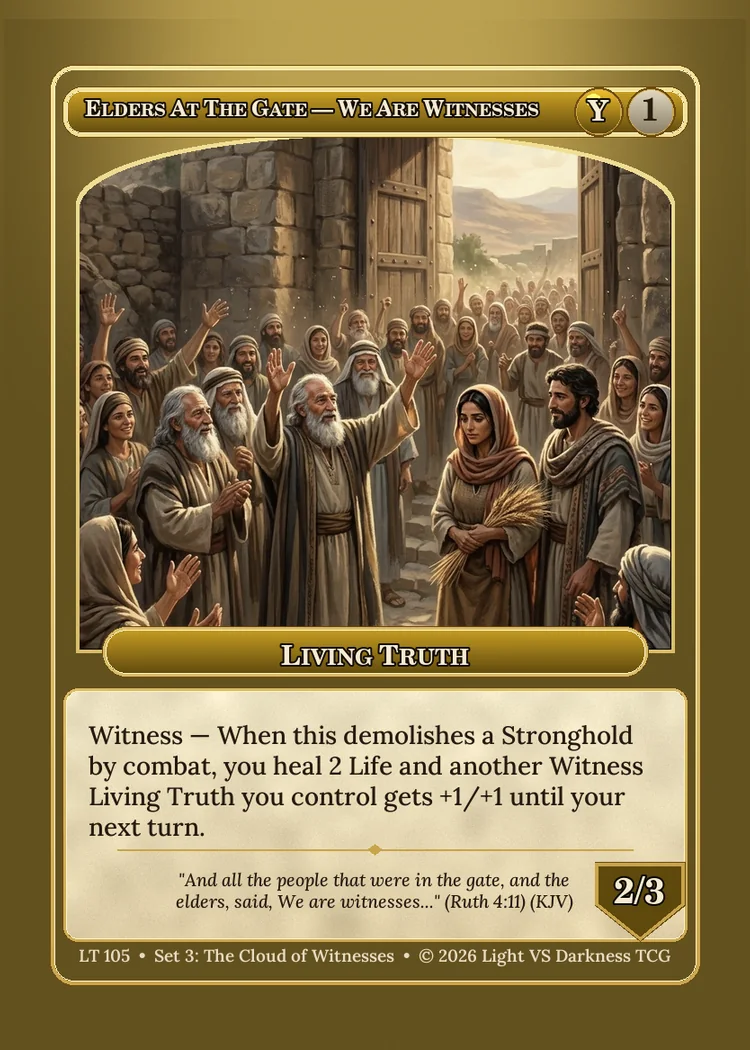 Elders At The Gate — We Are Witnesses
Y 1
Living Truth
Witness — When this demolishes a Stronghold
by combat, you heal 2 Life and another Witness
Living Truth you control gets +1/+1 until your
next turn.
"And all the people that were in the gate, and the
elders, said, We are witnesses..." (Ruth 4:11) (KJV)
2/3
LT 105 • Set 3: The Cloud of Witnesses • © 2026 Light VS Darkness TCG